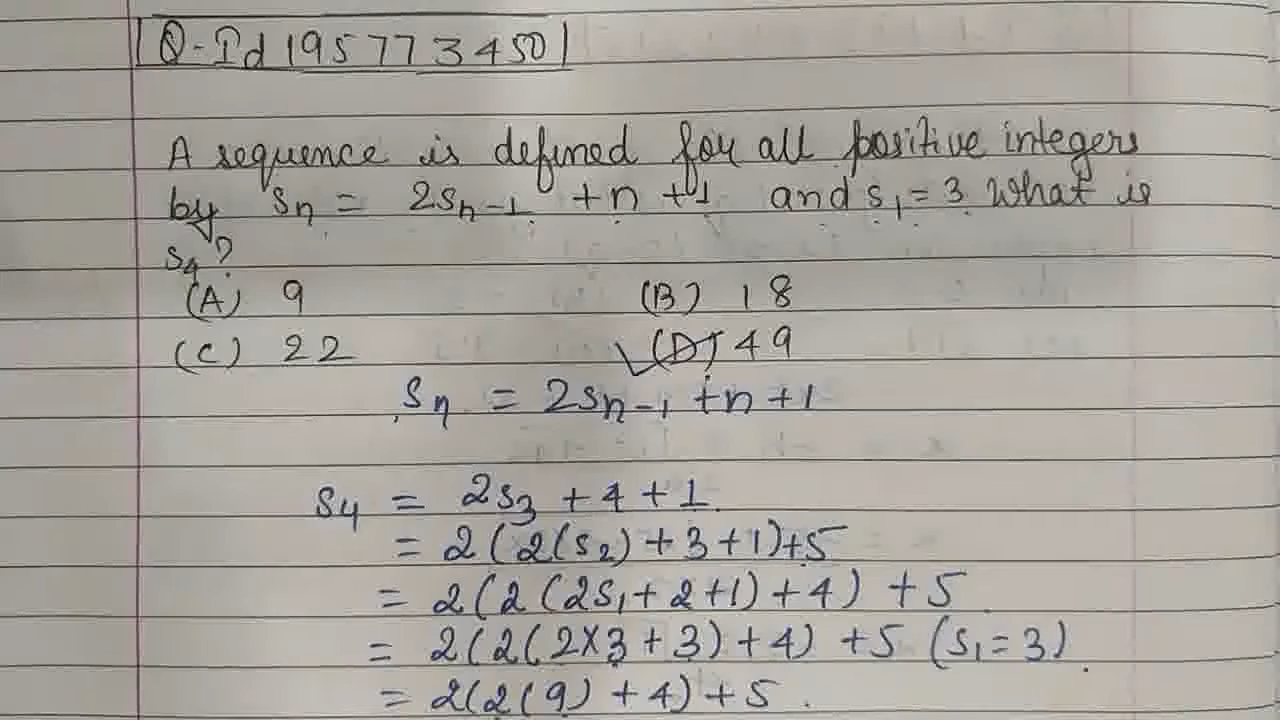 Q-Id 195773450
A sequence is defined for all positive integers
by Sn = 2Sn-1 +n +1 and s1 = 3 What is
S4?
(A) 9 (B) 18
(C) 22 (D) 49
Sn = 2Sn-1 +n+1
S4 = 2S3 + 4 + 1.
= 2(2(S2)+3+1)+5
= 2(2(2S1+2+1)+4) + 5
= 2(2(2×3+3)+4) +5 (S1=3)
= 2(2(9)+4)+5.